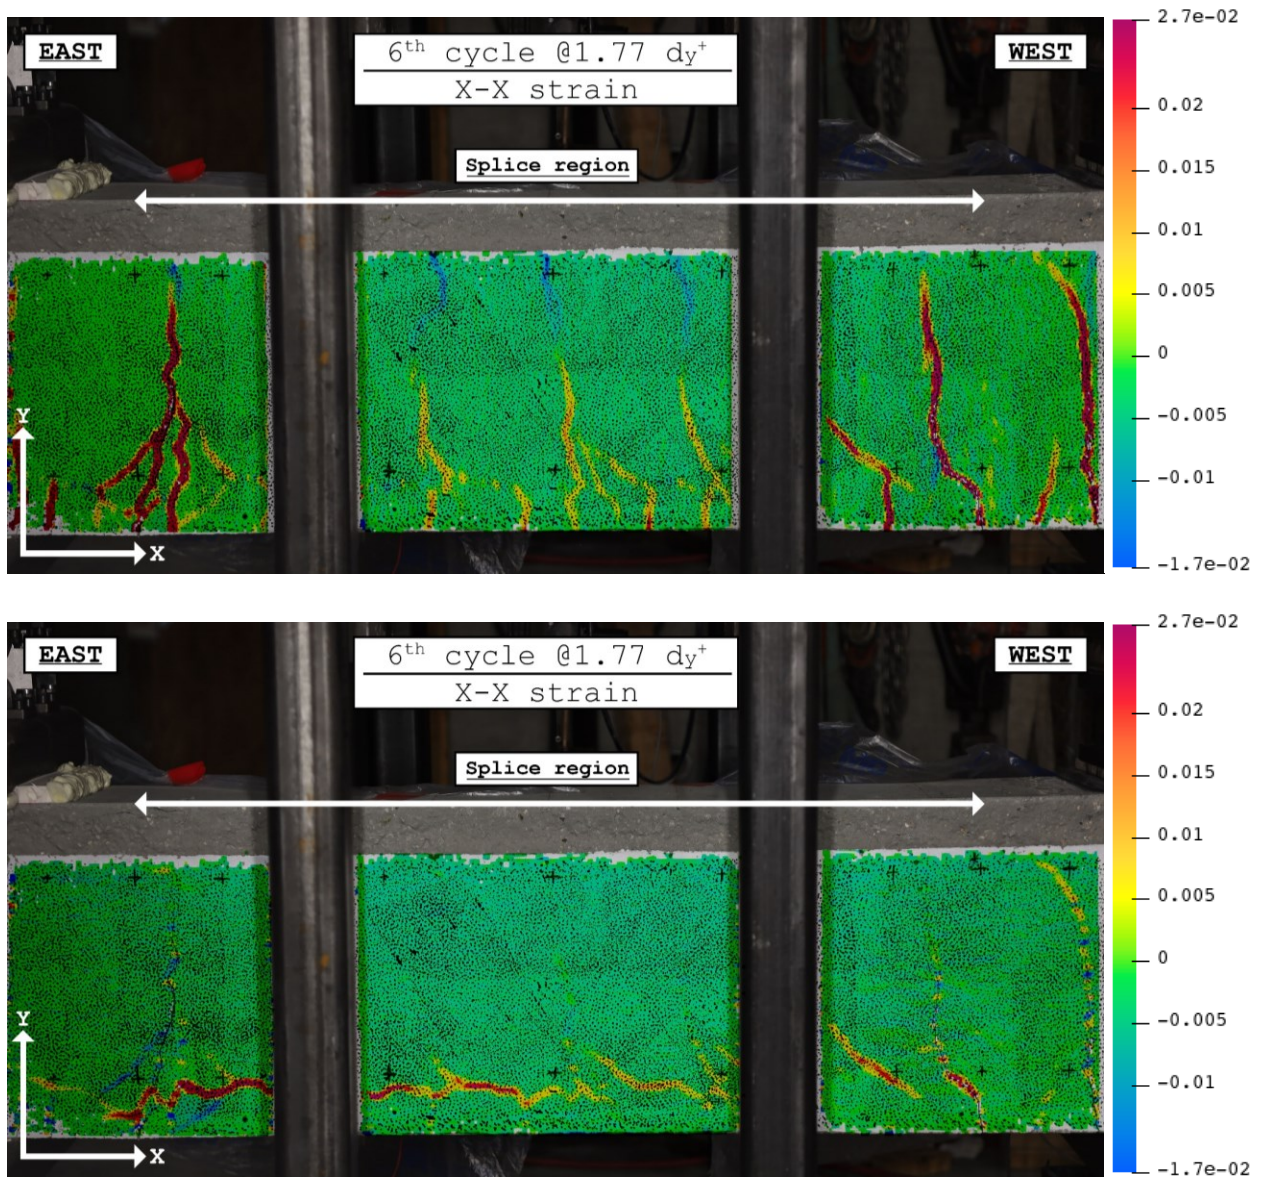 EAST
6th cycle @1.77 dy+
X-X strain
WEST
Splice region
Y
X
2.7e-02
0.02
0.015
0.01
0.005
0
-0.005
-0.01
-1.7e-02
EAST
6th cycle @1.77 dy+
X-X strain
WEST
Splice region
Y
X
2.7e-02
0.02
0.015
0.01
0.005
0
-0.005
-0.01
-1.7e-02